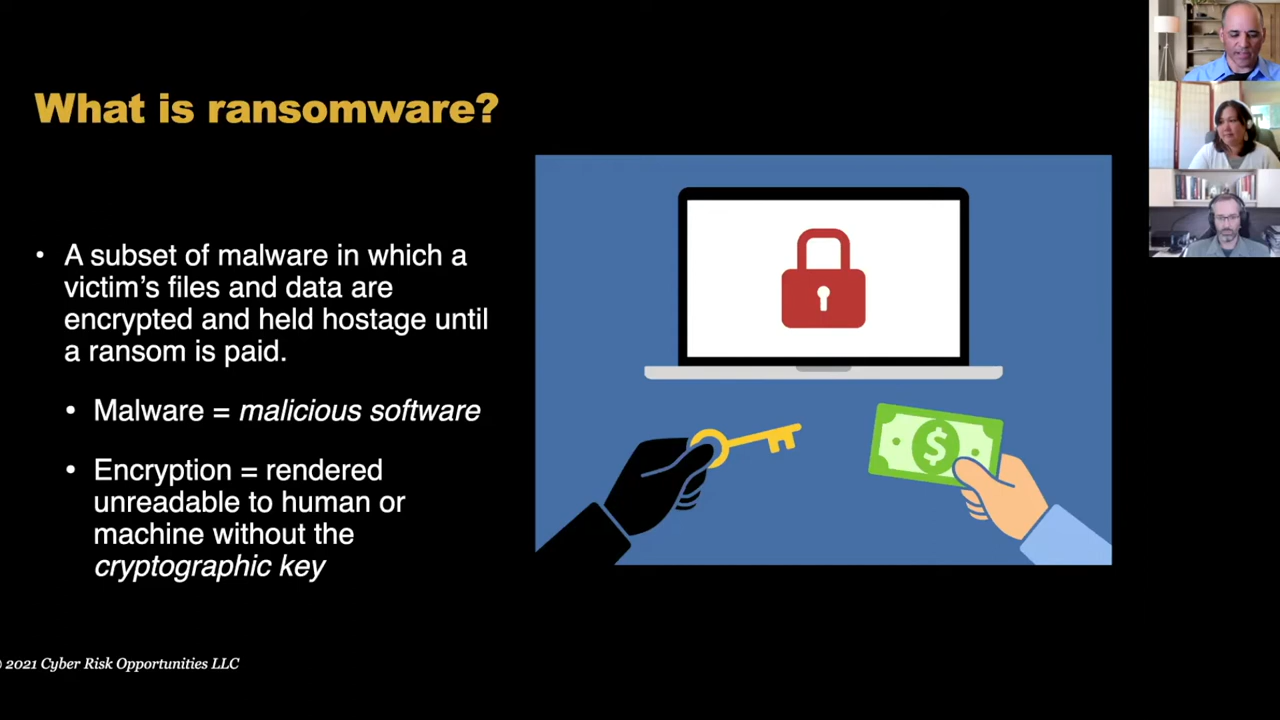 What is ransomware?
• A subset of malware in which a
victim’s files and data are
encrypted and held hostage until
a ransom is paid.
• Malware = malicious software
• Encryption = rendered
unreadable to human or
machine without the
cryptographic key
$
© 2021 Cyber Risk Opportunities LLC